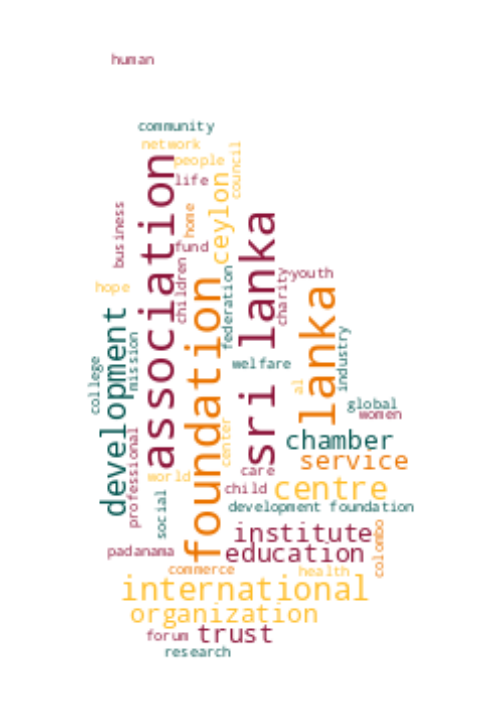 human
community
network
people
council
life
association
business
home
ceylon
fund
sri lanka
children
federation
charity
youth
hope
foundation
lanka
development
mission
industry
college
welfare
al
global
women
center
chamber
professional
service
care
world
child
centre
social
development foundation
institute
colombo
padanama
education
commerce
health
international
organization
forum
trust
research